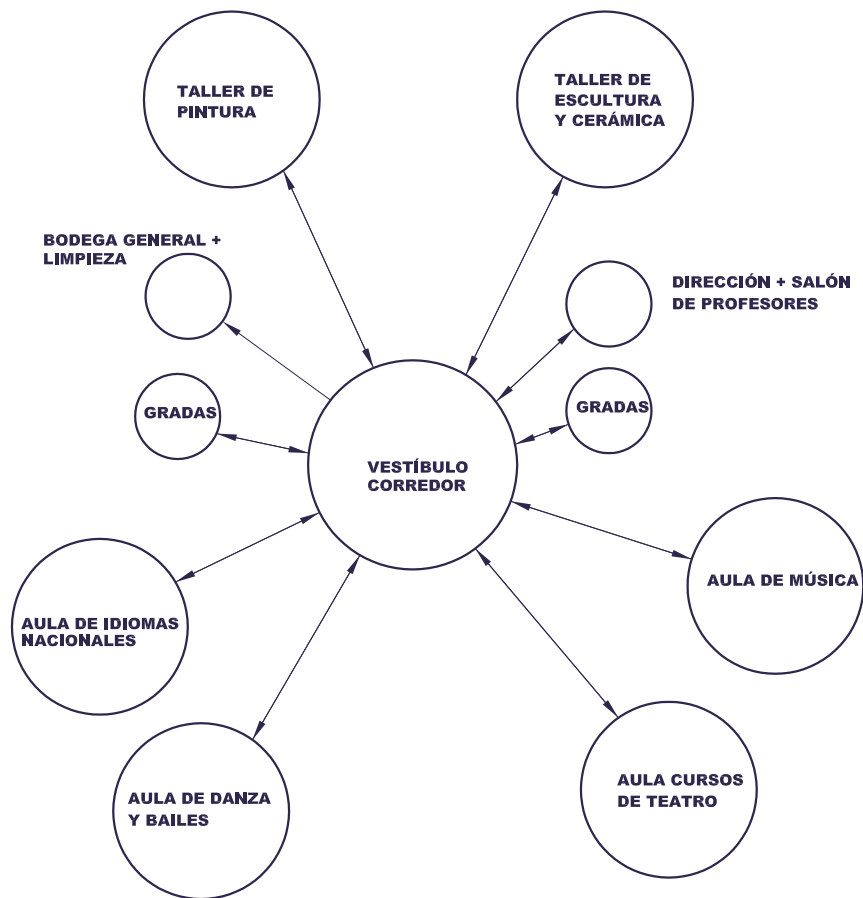 TALLER DE
PINTURA
TALLER DE
ESCULTURA
Y CERÁMICA
BODEGA GENERAL +
LIMPIEZA
DIRECCIÓN + SALÓN
DE PROFESORES
GRADAS
GRADAS
VESTÍBULO
CORREDOR
AULA DE MÚSICA
AULA DE IDIOMAS
NACIONALES
AULA CURSOS
DE TEATRO
AULA DE DANZA
Y BAILES